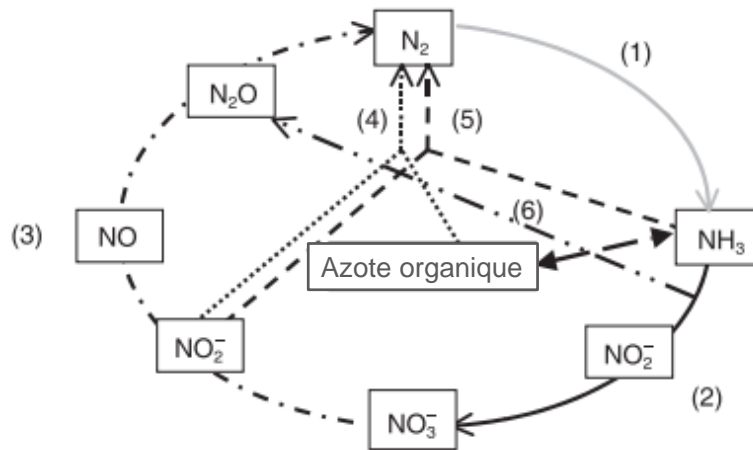 N₂
(1)
N₂O
(4)
(5)
(3)
NO
(6)
NH₃
Azote organique
NO₂⁻
NO₂⁻
(2)
NO₃⁻